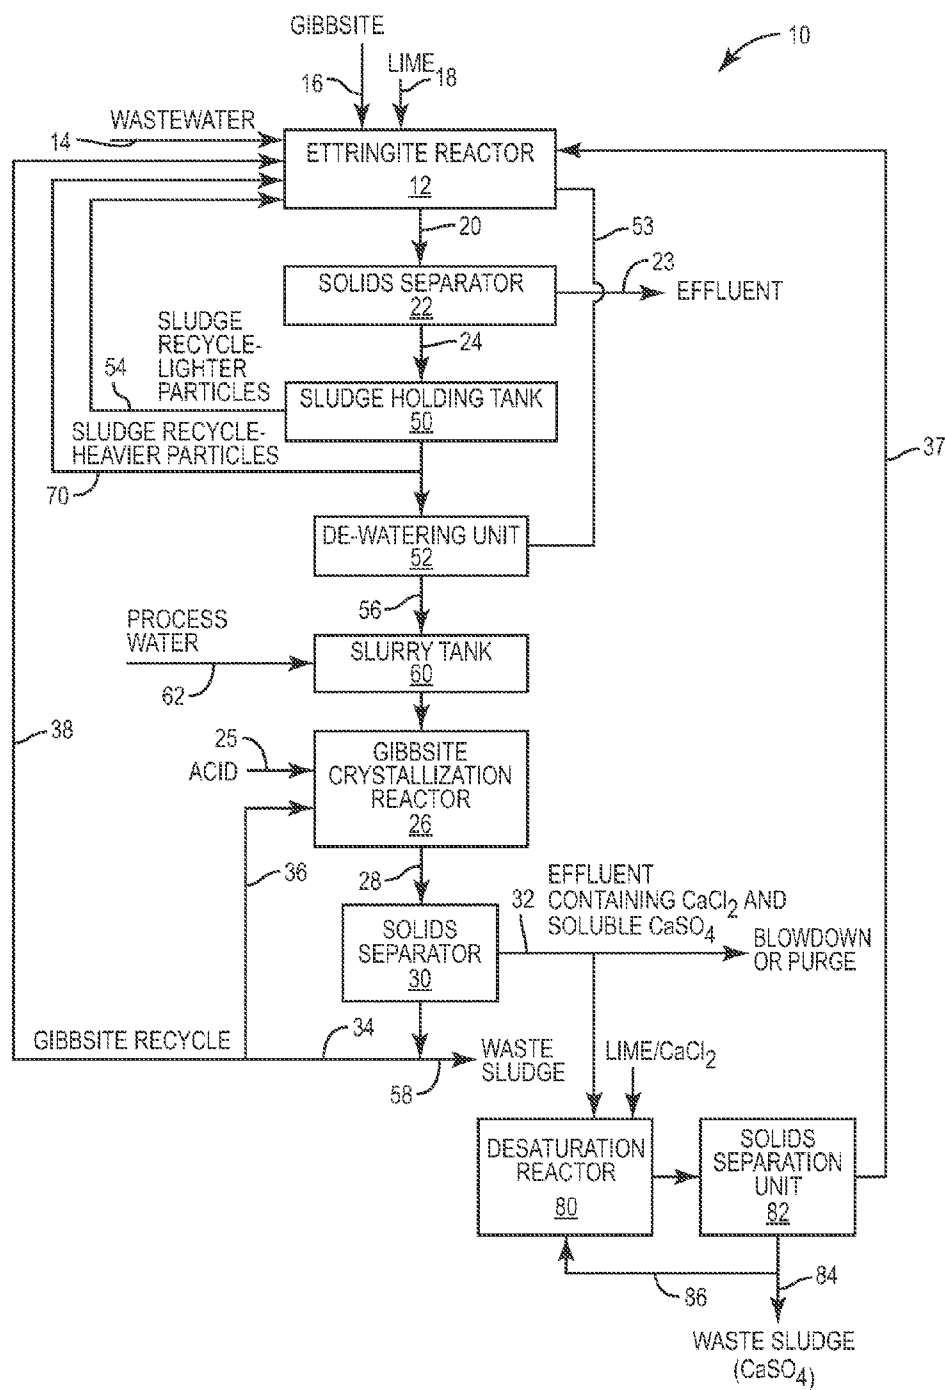 GIBBSITE
10
LIME
16
18
WASTEWATER
14
ETTRINGITE REACTOR
12
20
53
23
SOLIDS SEPARATOR
22
EFFLUENT
SLUDGE
RECYCLE-
LIGHTER
PARTICLES
24
54
SLUDGE HOLDING TANK
50
SLUDGE RECYCLE-
HEAVIER PARTICLES
37
70
DE-WATERING UNIT
52
56
PROCESS
WATER
SLURRY TANK
60
62
38
25
ACID
GIBBSITE
CRYSTALLIZATION
REACTOR
26
36
28
32
EFFLUENT
CONTAINING CaCl2 AND
SOLUBLE CaSO4
SOLIDS
SEPARATOR
30
BLOWDOWN
OR PURGE
GIBBSITE RECYCLE
34
WASTE
SLUDGE
58
LIME/CaCl2
DESATURATION
REACTOR
80
SOLIDS
SEPARATION
UNIT
82
86
84
WASTE SLUDGE
(CaSO4)